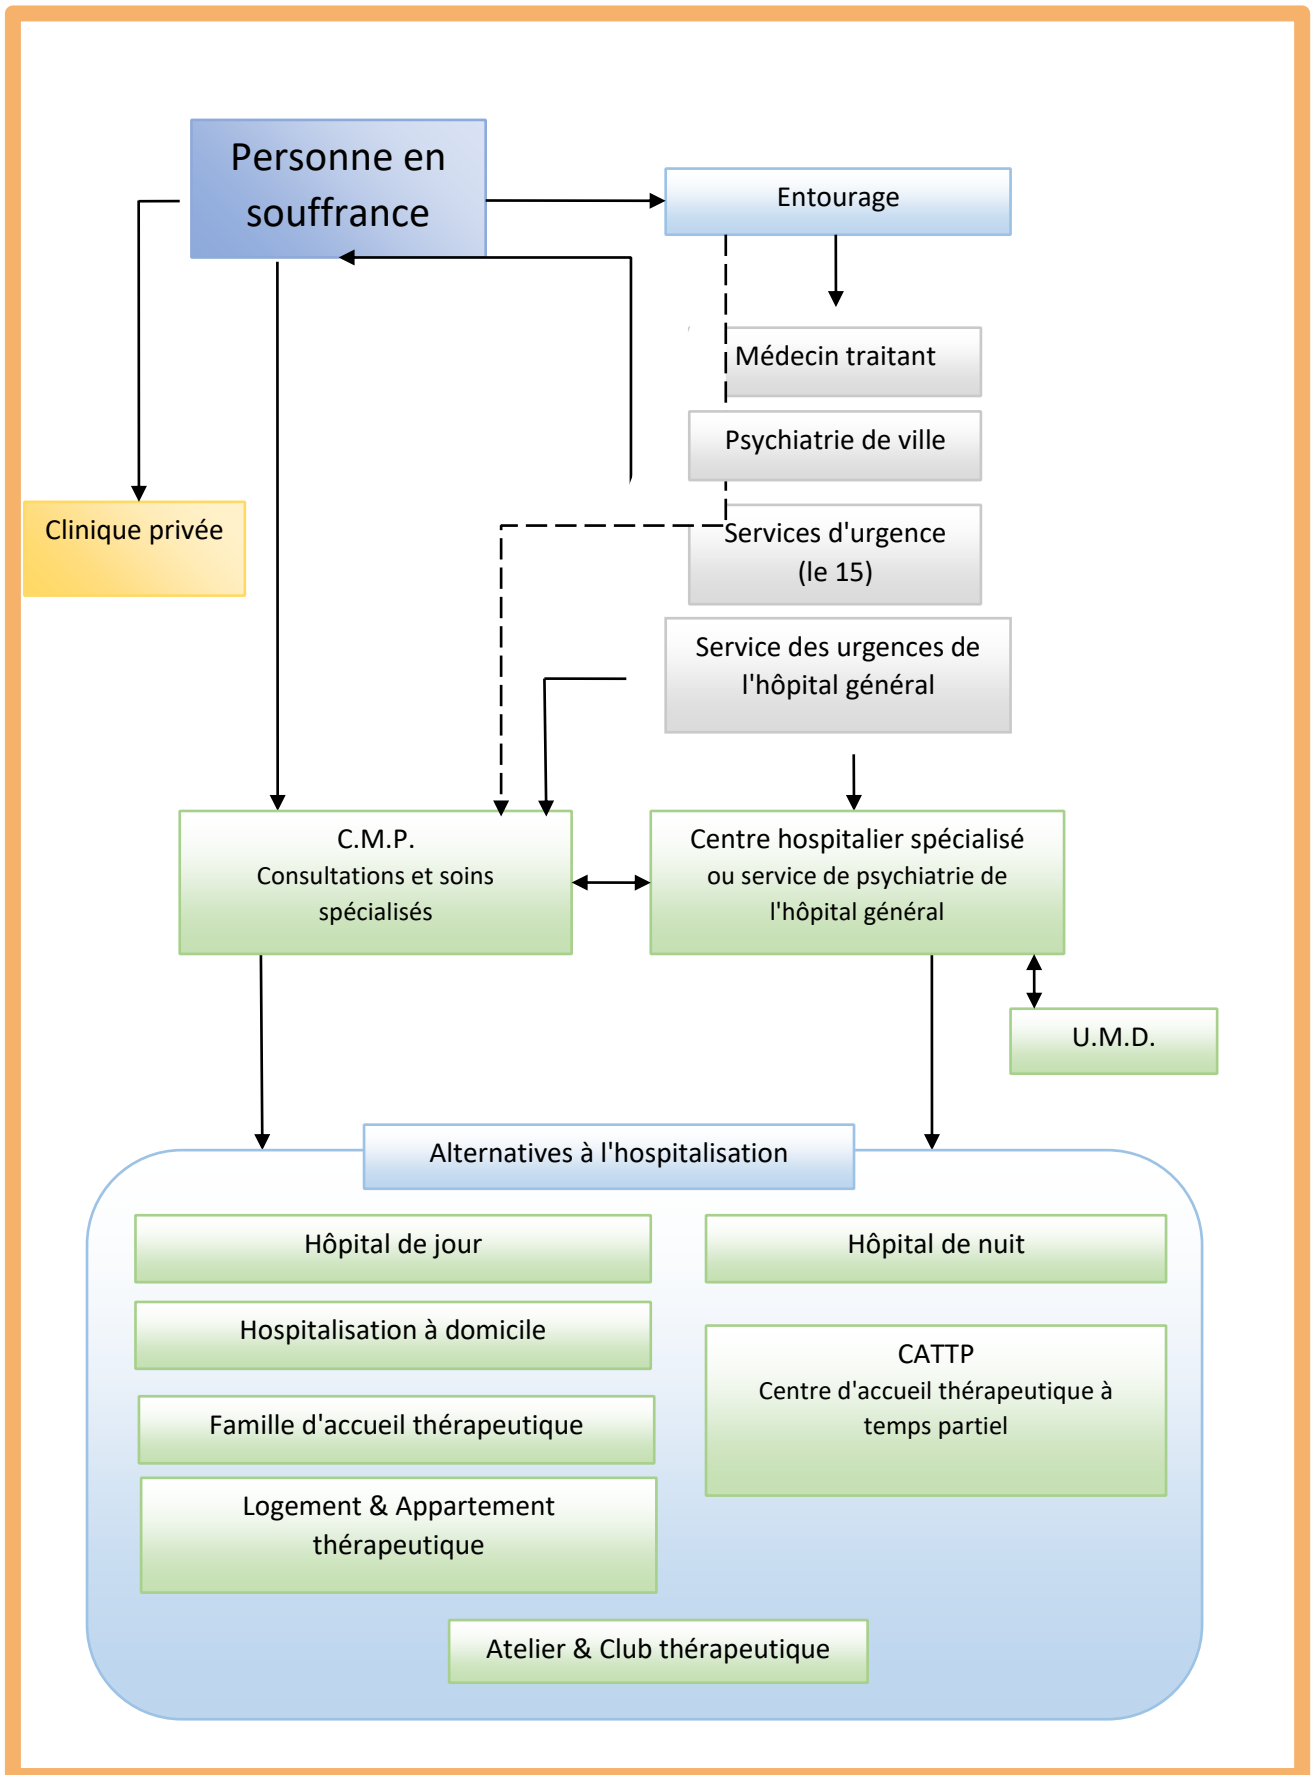 Personne en
souffrance
Entourage
Médecin traitant
Psychiatrie de ville
Clinique privée
Services d'urgence
(le 15)
Service des urgences de
l'hôpital général
C.M.P.
Consultations et soins
spécialisés
Centre hospitalier spécialisé
ou service de psychiatrie de
l'hôpital général
U.M.D.
Alternatives à l'hospitalisation
Hôpital de jour
Hôpital de nuit
Hospitalisation à domicile
CATTP
Centre d'accueil thérapeutique à
temps partiel
Famille d'accueil thérapeutique
Logement & Appartement
thérapeutique
Atelier & Club thérapeutique